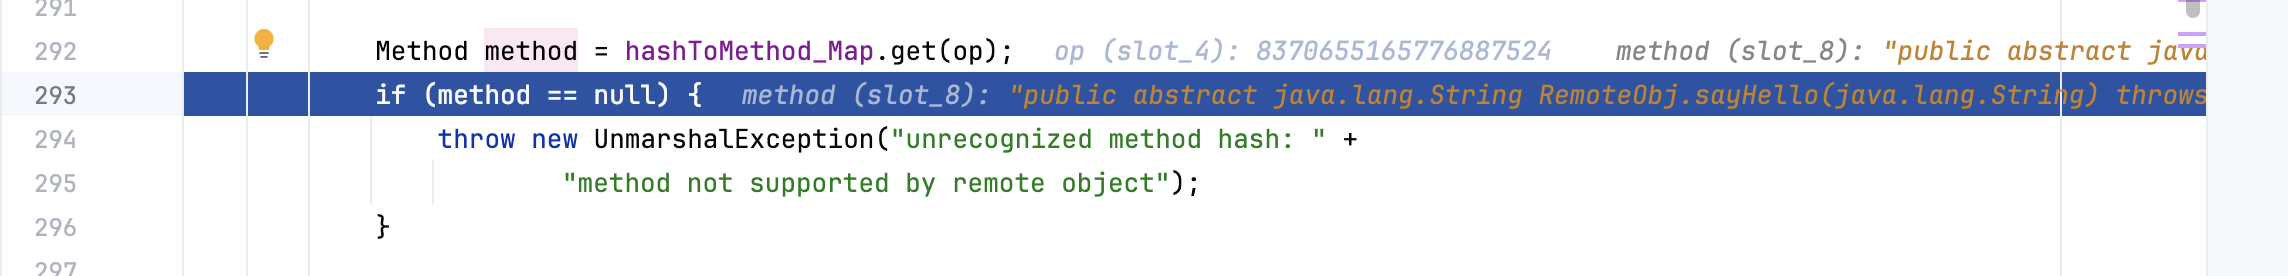 291
292 Method method = hashToMethod_Map.get(op); op (slot_4): 8370655165776887524 method (slot_8): "public abstract java
293 if (method == null) { method (slot_8): "public abstract java.lang.String RemoteObj.sayHello(java.lang.String) throws
294 throw new UnmarshalException("unrecognized method hash: " +
295 "method not supported by remote object");
296 }
297